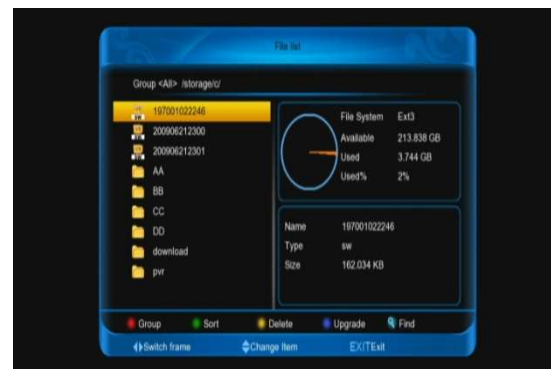 File list
Group <All> /storage/c/
197001022246
200906212300
200906212301
AA
BB
CC
DD
download
pvr
File System Ext3
Available 213.838 GB
Used 3.744 GB
Used% 2%
Name 197001022246
Type sw
Size 162.034 KB
Group Sort Delete Upgrade Find
Switch frame Change Item EXIT Exit